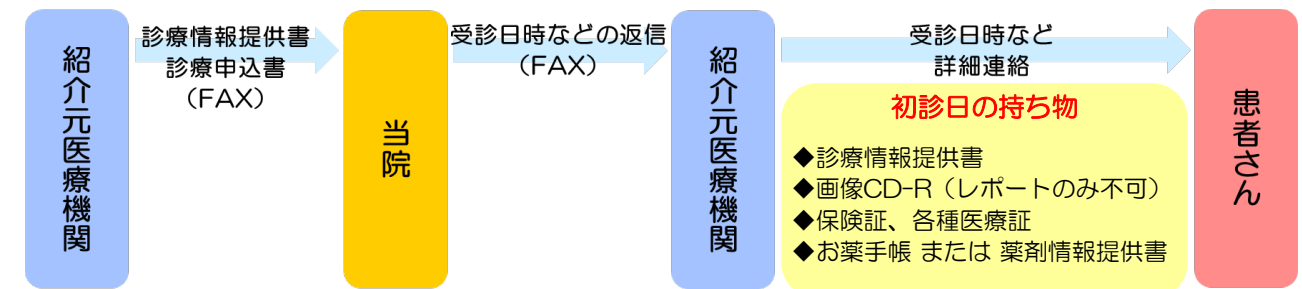 紹介元医療機関
診療情報提供書
診療申込書
（FAX）
当院
受診日時などの返信
（FAX）
紹介元医療機関
受診日時など
詳細連絡
初診日の持ち物
◆診療情報提供書
◆画像CD-R（レポートのみ不可）
◆保険証、各種医療証
◆お薬手帳 または 薬剤情報提供書
患者さん